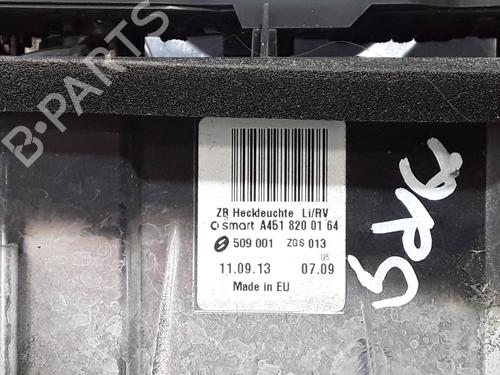 B-PARTS
ZB Heckleuchte Li/RV
smart A451 820 01 64
509 001 ZGS 013
125
11.09.13 07.09
Made in EU